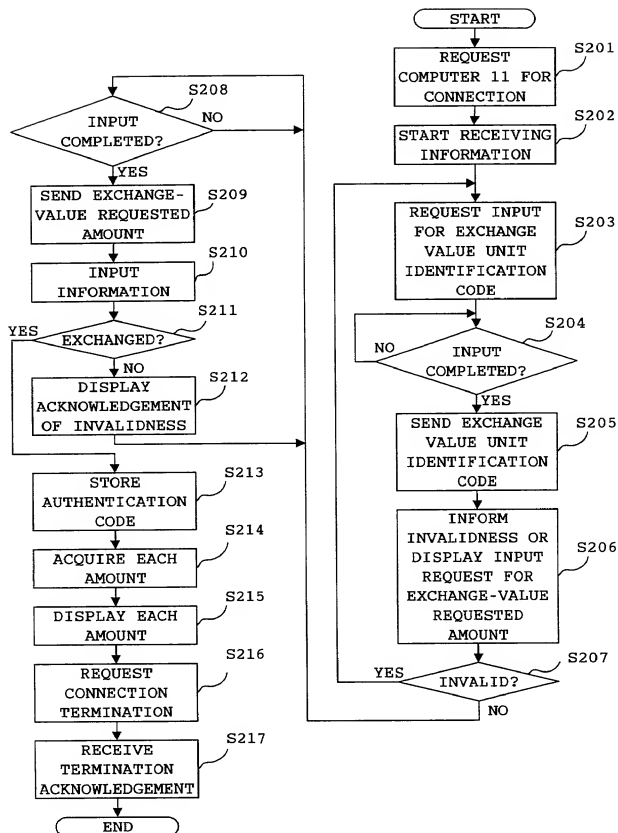 START
S201
REQUEST
COMPUTER 11 FOR
CONNECTION
S202
START RECEIVING
INFORMATION
REQUEST INPUT
FOR EXCHANGE
VALUE UNIT
IDENTIFICATION
CODE
S203
S204
NO
INPUT
COMPLETED?
YES
SEND EXCHANGE
VALUE UNIT
IDENTIFICATION
CODE
S205
INFORM
INVALIDNESS OR
DISPLAY INPUT
REQUEST FOR
EXCHANGE-VALUE
REQUESTED
AMOUNT
S206
S207
YES
INVALID?
NO
S208
INPUT
COMPLETED?
NO
YES
SEND EXCHANGE-
VALUE REQUESTED
AMOUNT
S209
S210
INPUT
INFORMATION
S211
YES
EXCHANGED?
NO
S212
DISPLAY
ACKNOWLEDGEMENT
OF INVALIDNESS
S213
STORE
AUTHENTICATION
CODE
S214
ACQUIRE EACH
AMOUNT
S215
DISPLAY EACH
AMOUNT
S216
REQUEST
CONNECTION
TERMINATION
S217
RECEIVE
TERMINATION
ACKNOWLEDGEMENT
END